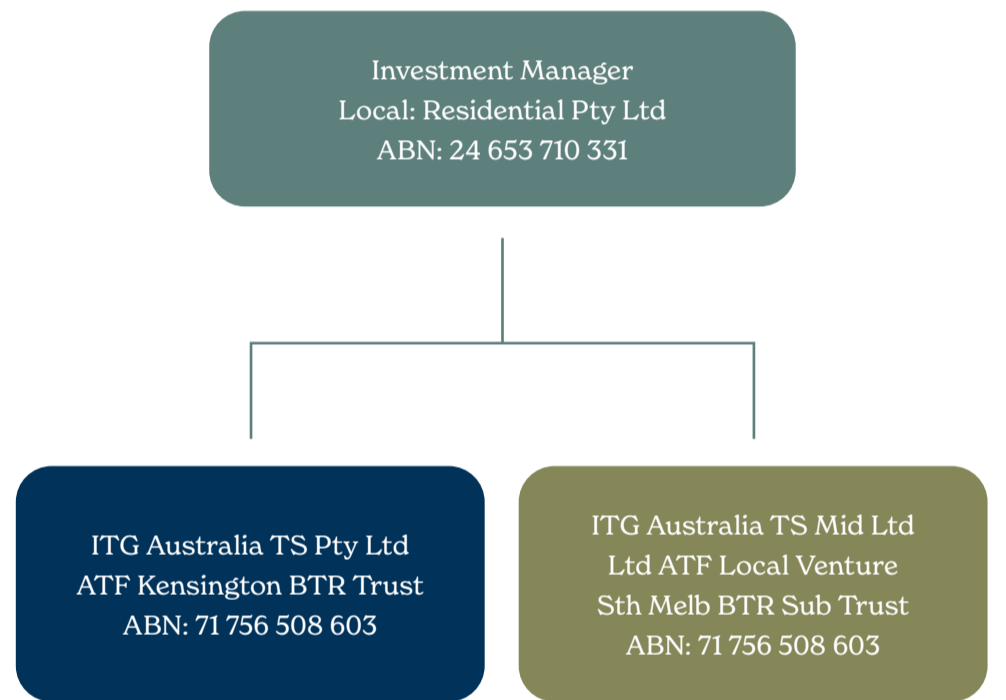 Investment Manager
Local: Residential Pty Ltd
ABN: 24 653 710 331
ITG Australia TS Pty Ltd
ATF Kensington BTR Trust
ABN: 71 756 508 603
ITG Australia TS Mid Ltd
Ltd ATF Local Venture
Sth Melb BTR Sub Trust
ABN: 71 756 508 603